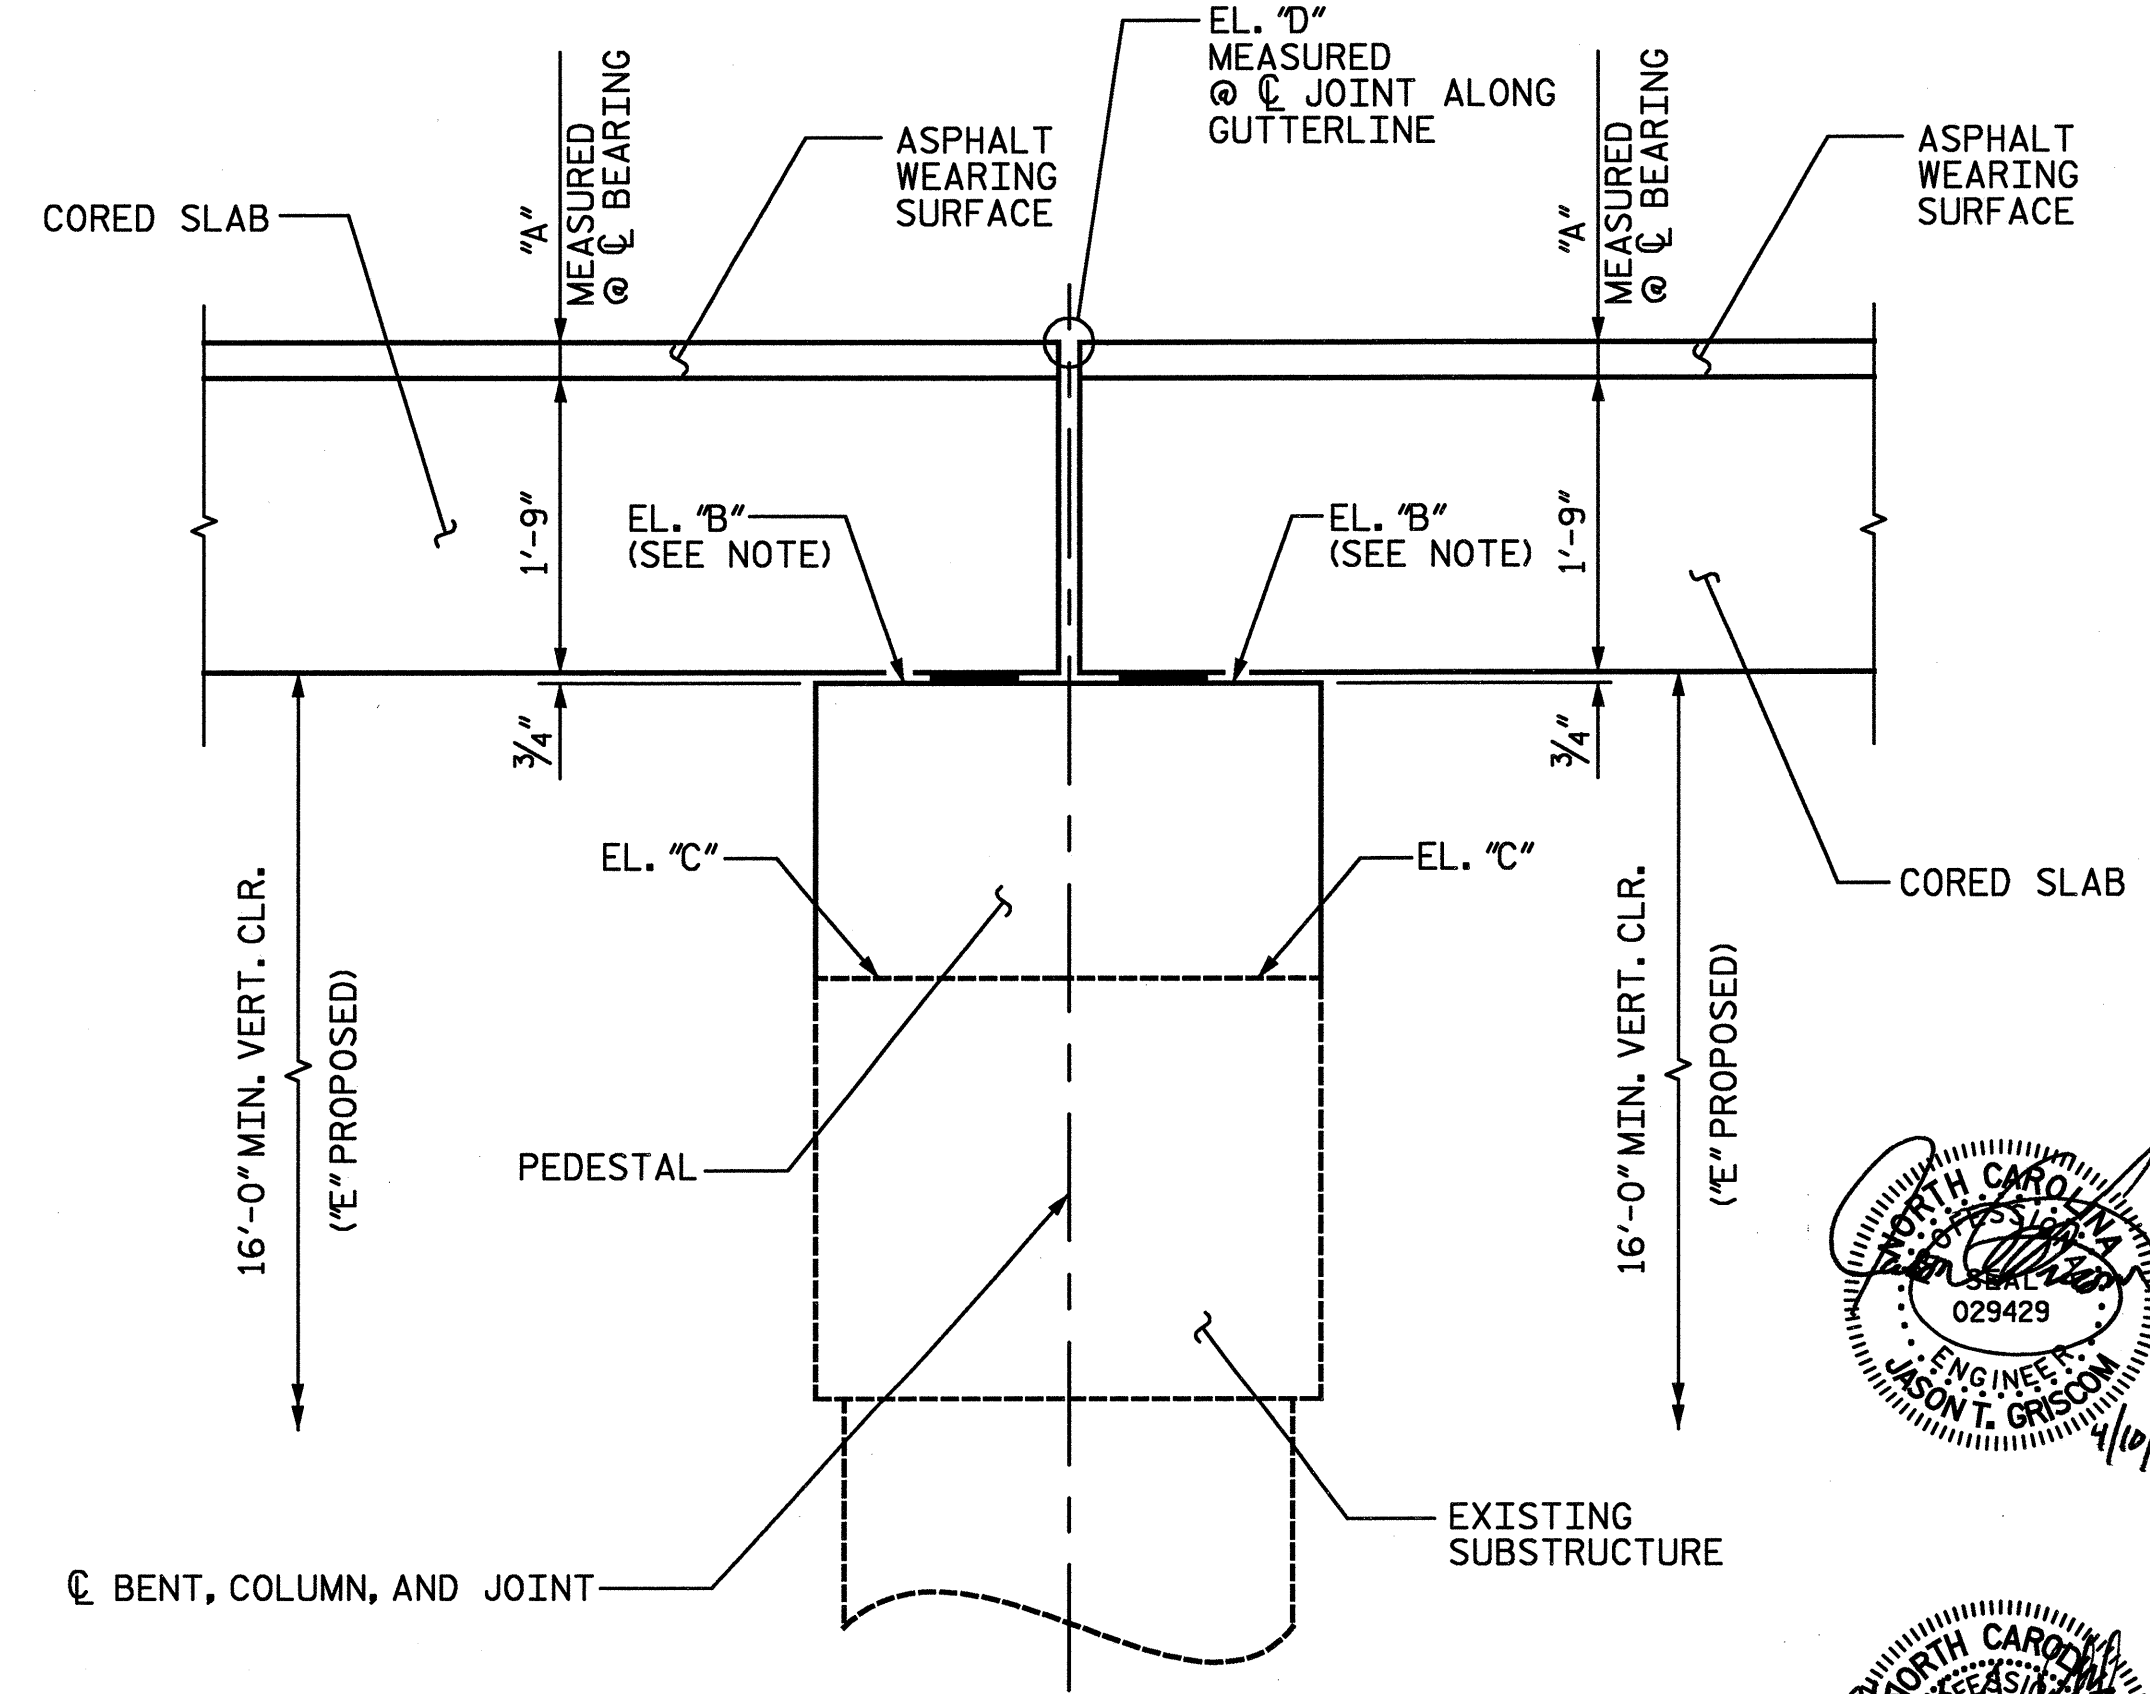 EL. "D"
MEASURED
@ ℄ JOINT ALONG
GUTTERLINE
"A"
MEASURED
@ ℄ BEARING
"A"
MEASURED
@ ℄ BEARING
ASPHALT
WEARING
SURFACE
ASPHALT
WEARING
SURFACE
CORED SLAB
1'-9"
EL. "B"
(SEE NOTE)
EL. "B"
(SEE NOTE)
1'-9"
3/4"
3/4"
EL. "C"
EL. "C"
CORED SLAB
16'-0" MIN. VERT. CLR.
("E" PROPOSED)
16'-0" MIN. VERT. CLR.
("E" PROPOSED)
PEDESTAL
NORTH CAROLINA
SEAL
029429
ENGINEER
JASON T. GRISCOM
EXISTING
SUBSTRUCTURE
℄ BENT, COLUMN, AND JOINT
NORTH